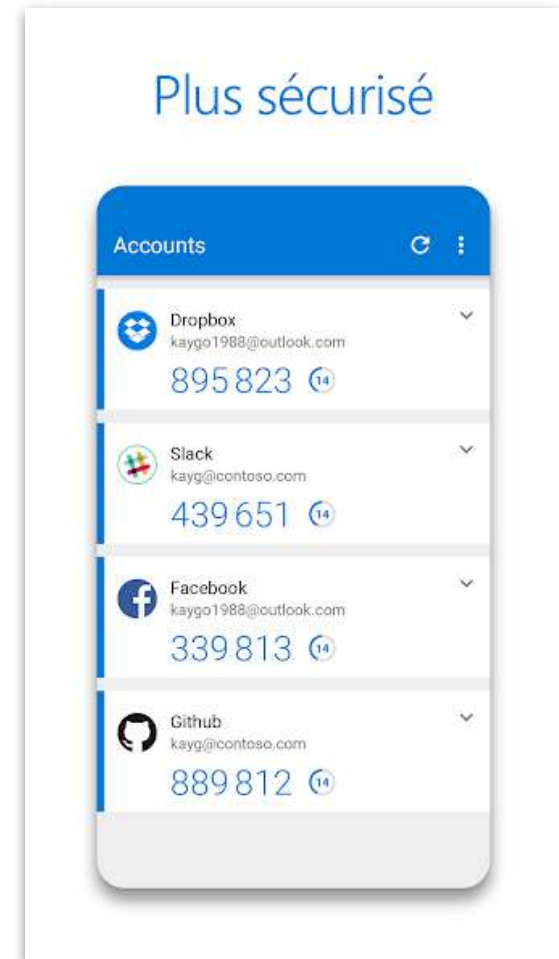 Plus sécurisé
Accounts
Dropbox
kaygo1988@outlook.com
895 823 14
Slack
kayg@contoso.com
439 651 14
Facebook
kaygo1988@outlook.com
339 813 14
Github
kayg@contoso.com
889 812 14